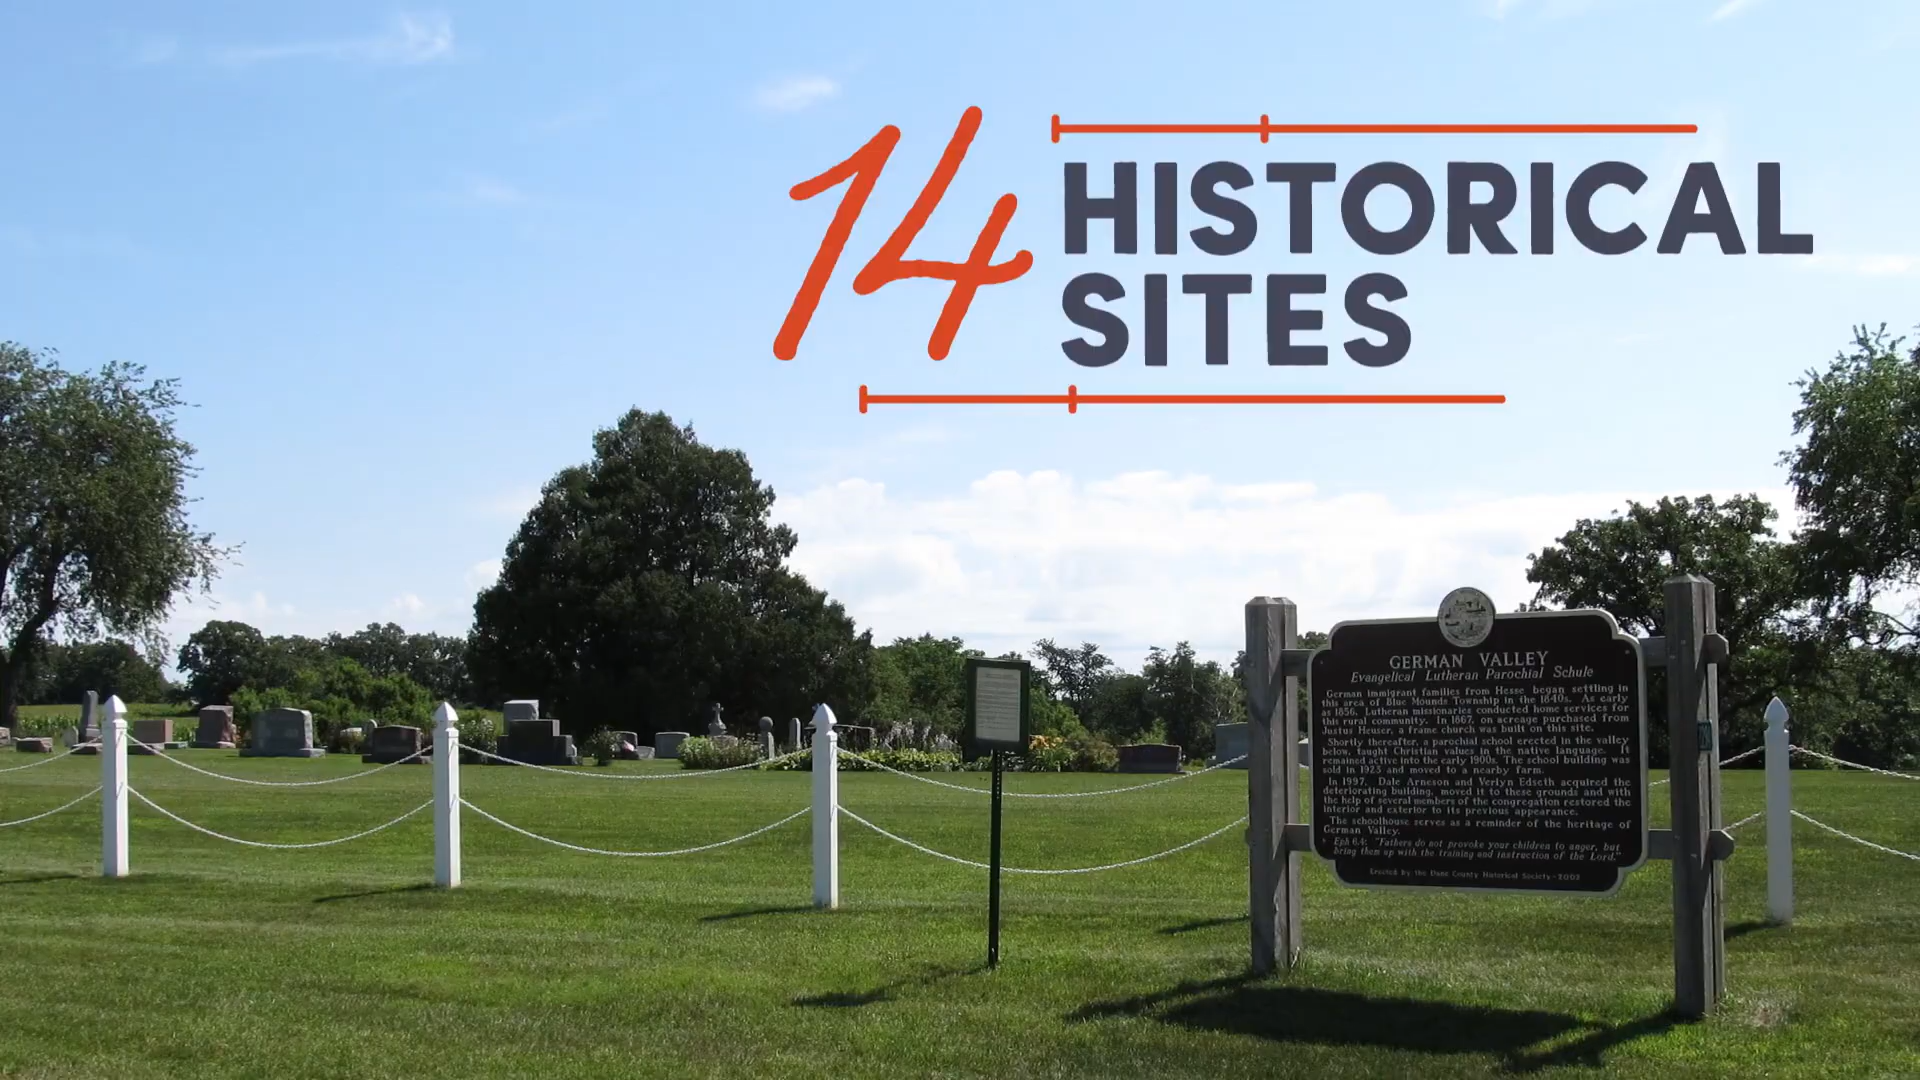 14 HISTORICAL
SITES
GERMAN VALLEY
Evangelical Lutheran Parochial Schule
German immigrant families from Hesse began settling in
this area of Blue Mounds Township in the 1840s. As early
as 1856, Lutheran missionaries conducted home services for
this rural community. In 1867, on acreage purchased from
Justus Heuser, a frame church was built on this site.
Shortly thereafter, a parochial school erected in the valley
below, taught Christian values in the native language. It
remained active into the early 1900s. The school building was
sold in 1923 and moved to a nearby farm.
In 1997, Dale Arneson and Verlyn Edseth acquired the
deteriorating building, moved it to these grounds and with
the help of several members of the congregation restored the
interior and exterior to its previous appearance.
The schoolhouse serves as a reminder of the heritage of
German Valley.
Eph 6.4: "Fathers do not provoke your children to anger, but
bring them up with the training and instruction of the Lord."
Erected by the Dane County Historical Society-2002